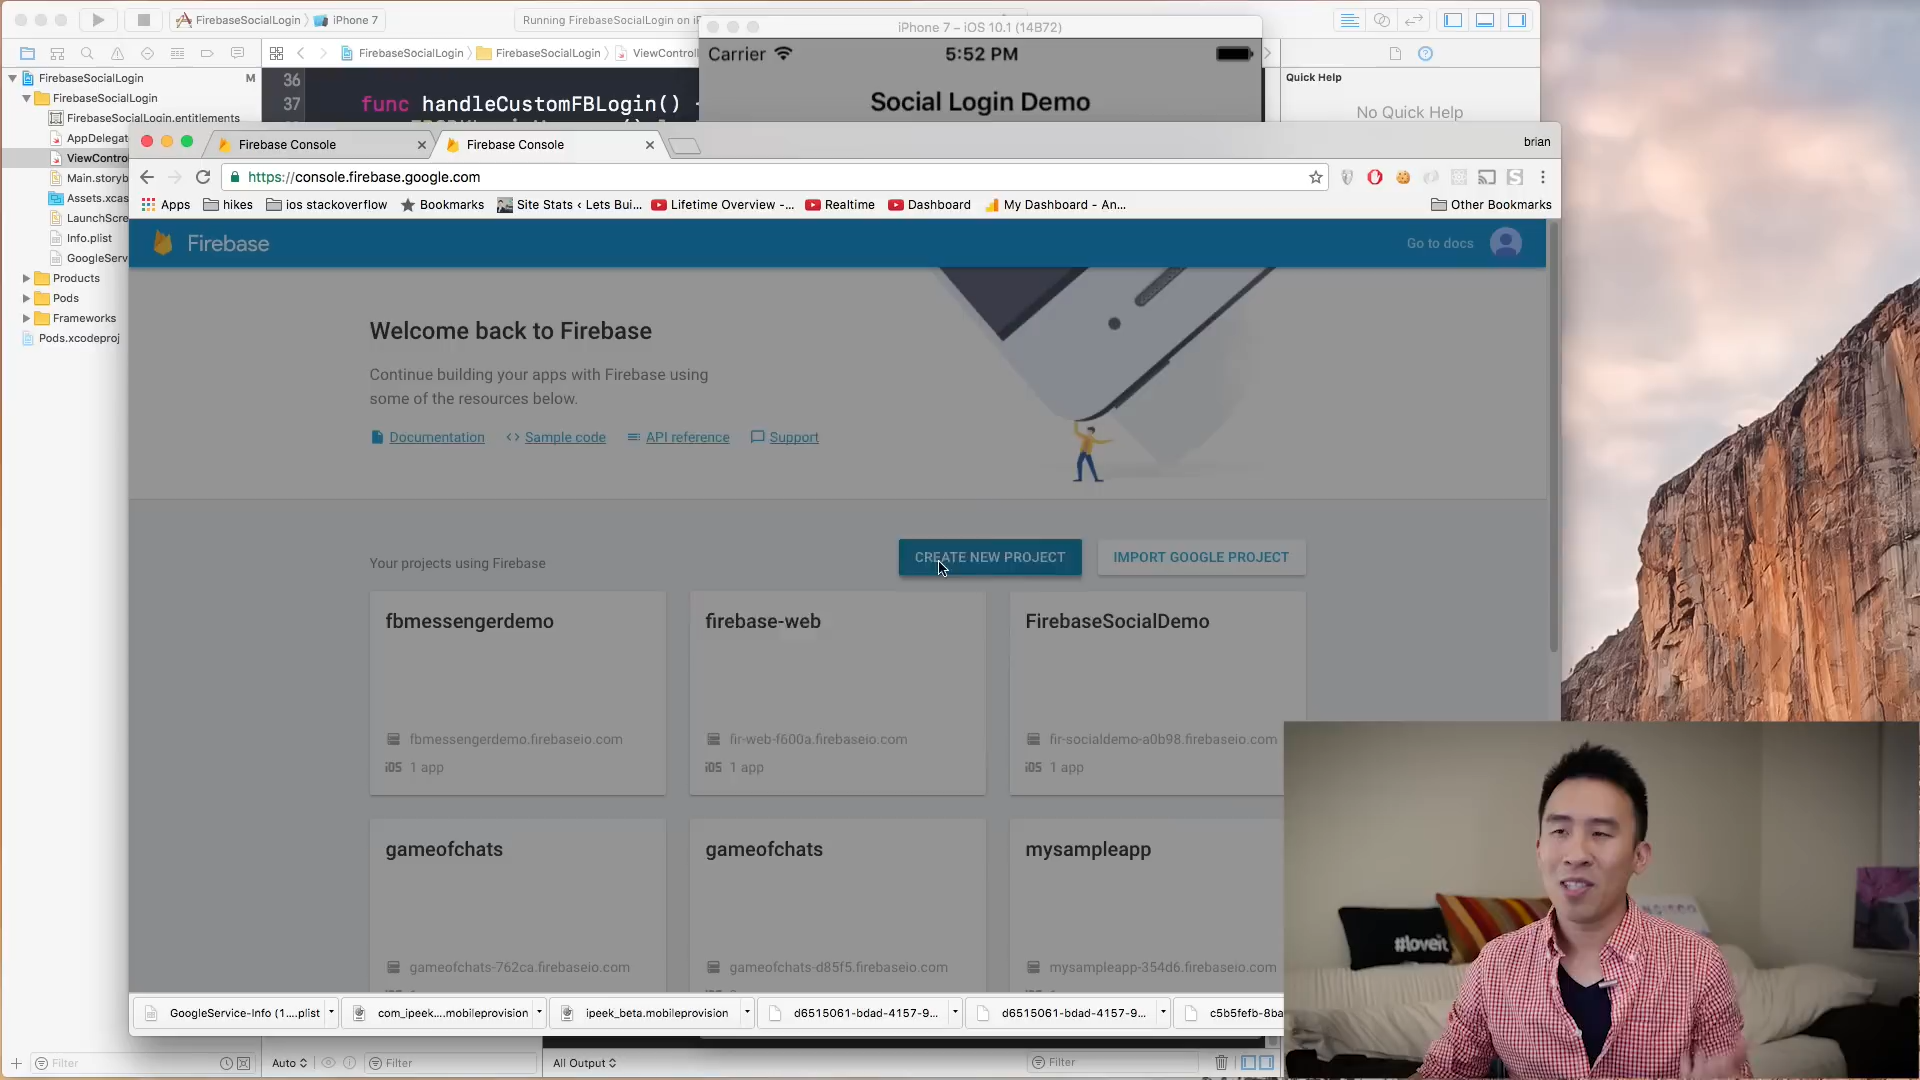 FirebaseSocialLogin
iPhone 7
Running FirebaseSocialLogin on iP
iPhone 7 – iOS 10.1 (14B72)
FirebaseSocialLogin
FirebaseSocialLogin
ViewControll
Carrier
5:52 PM
Social Login Demo
Quick Help
No Quick Help
FirebaseSocialLogin
M
FirebaseSocialLogin
FirebaseSocialLogin.entitlements
AppDelegat
ViewContro
Main.storyb
Assets.xcas
LaunchScre
Info.plist
GoogleServ
Products
Pods
Frameworks
Pods.xcodeproj
36
37
func handleCustomFBLogin() {
Firebase Console
Firebase Console
brian
https://console.firebase.google.com
Apps
hikes
ios stackoverflow
Bookmarks
Site Stats ‹ Lets Bui...
Lifetime Overview -...
Realtime
Dashboard
My Dashboard - An...
Other Bookmarks
Firebase
Go to docs
Welcome back to Firebase
Continue building your apps with Firebase using
some of the resources below.
Documentation
Sample code
API reference
Support
Your projects using Firebase
CREATE NEW PROJECT
IMPORT GOOGLE PROJECT
fbmessengerdemo
firebase-web
FirebaseSocialDemo
fbmessengerdemo.firebaseio.com
fir-web-f600a.firebaseio.com
fir-socialdemo-a0b98.firebaseio.com
iOS 1 app
iOS 1 app
iOS 1 app
gameofchats
gameofchats
mysampleapp
gameofchats-762ca.firebaseio.com
gameofchats-d85f5.firebaseio.com
mysampleapp-354d6.firebaseio.com
#loveit
GoogleService-Info (1....plist
com_ipeek....mobileprovision
ipeek_beta.mobileprovision
d6515061-bdad-4157-9...
d6515061-bdad-4157-9...
c5b5fefb-8ba
Filter
Auto
Filter
All Output
Filter